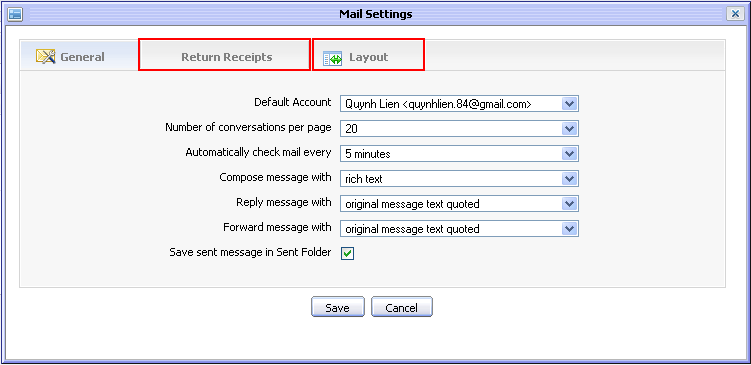 Mail Settings
General Return Receipts Layout
Default Account Quynh Lien <quynhlien.84@gmail.com>
Number of conversations per page 20
Automatically check mail every 5 minutes
Compose message with rich text
Reply message with original message text quoted
Forward message with original message text quoted
Save sent message in Sent Folder
Save Cancel